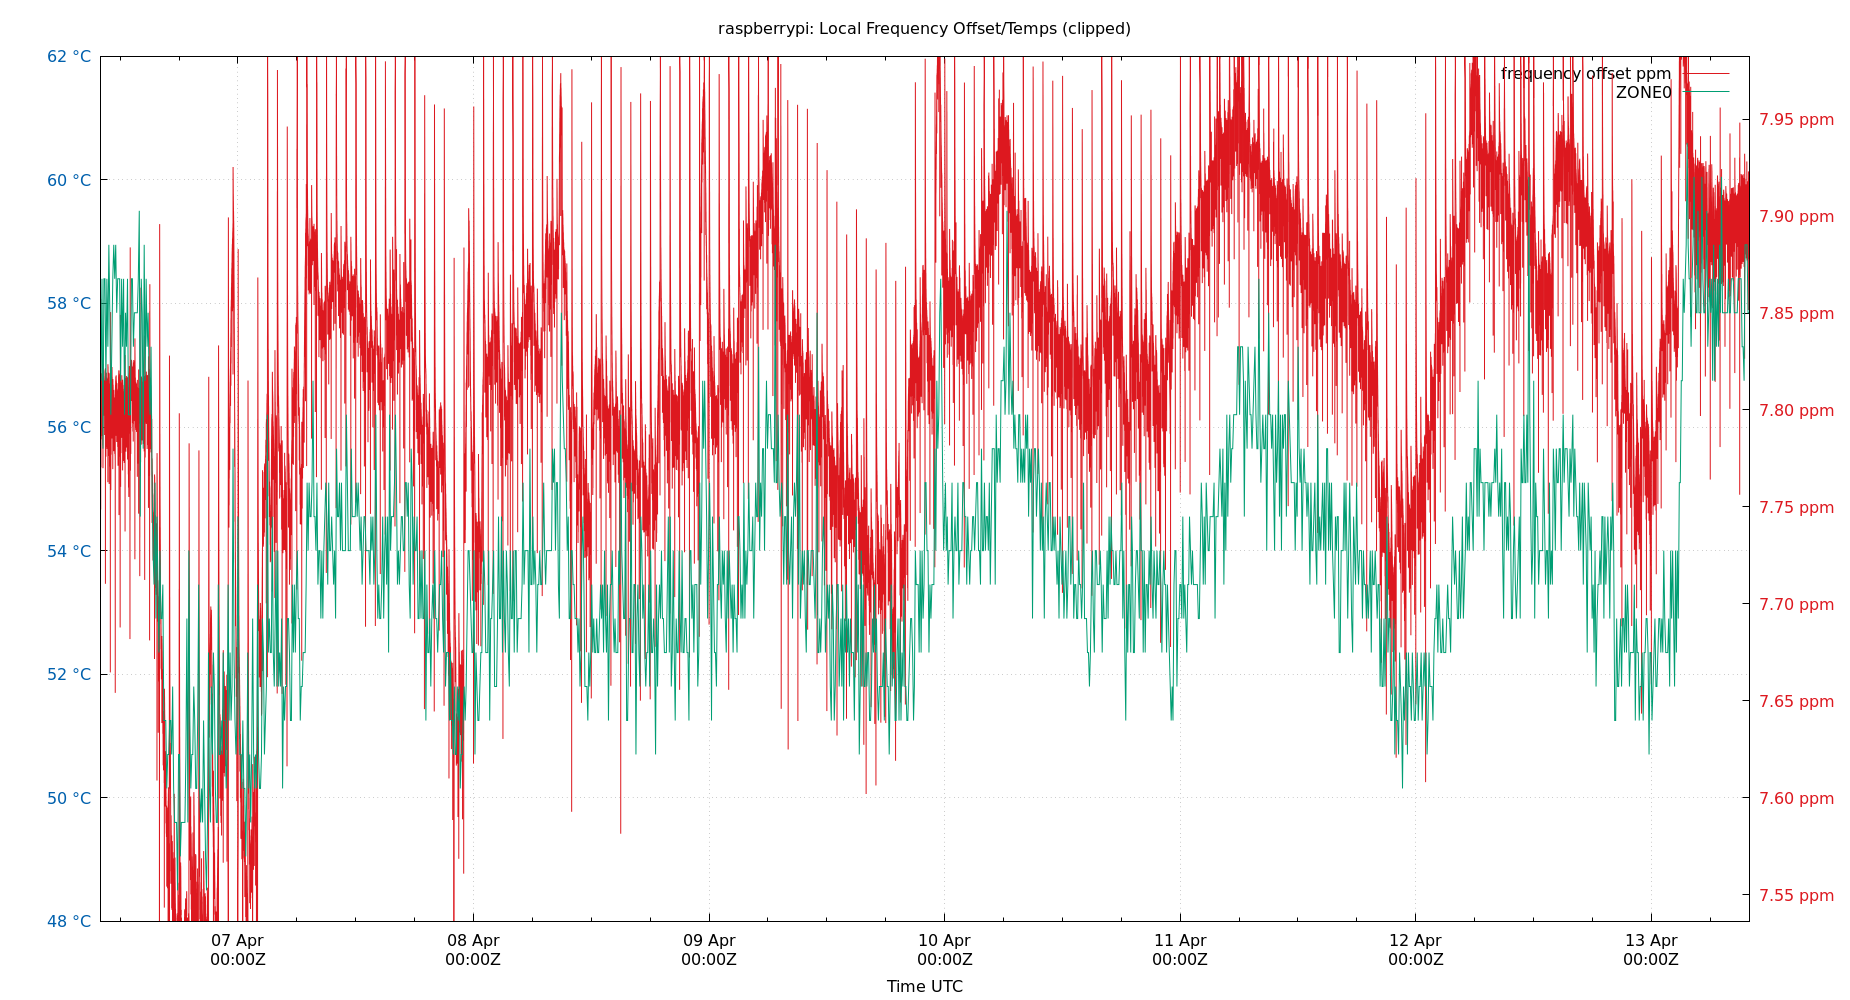 raspberrypi: Local Frequency Offset/Temps (clipped)
62 °C
60 °C
58 °C
56 °C
54 °C
52 °C
50 °C
48 °C
frequency offset ppm
ZONE0
7.95 ppm
7.90 ppm
7.85 ppm
7.80 ppm
7.75 ppm
7.70 ppm
7.65 ppm
7.60 ppm
7.55 ppm
07 Apr
00:00Z
08 Apr
00:00Z
09 Apr
00:00Z
10 Apr
00:00Z
11 Apr
00:00Z
12 Apr
00:00Z
13 Apr
00:00Z
Time UTC